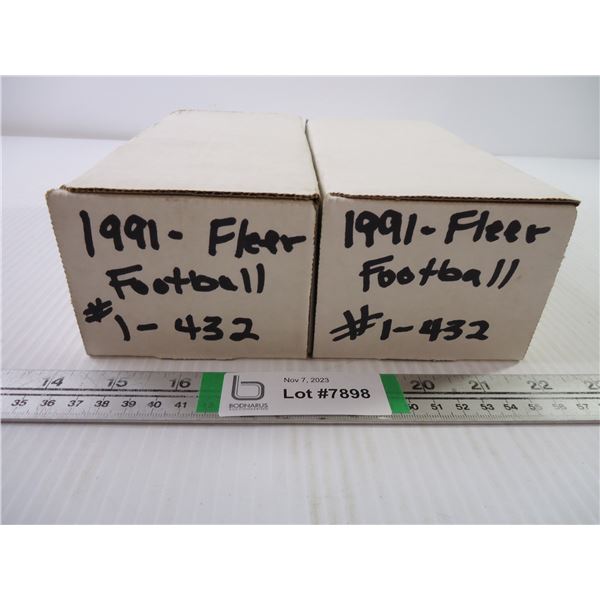 1991- Fleer
Football
#1-432
1991-Fleer
Football
#1-432
14 15 16 20 21 22 2
35 36 37 38 39 40 41 50 51 52 53 54 55 56 57
b
BODNARUS
Nov 7, 2023
Lot #7898